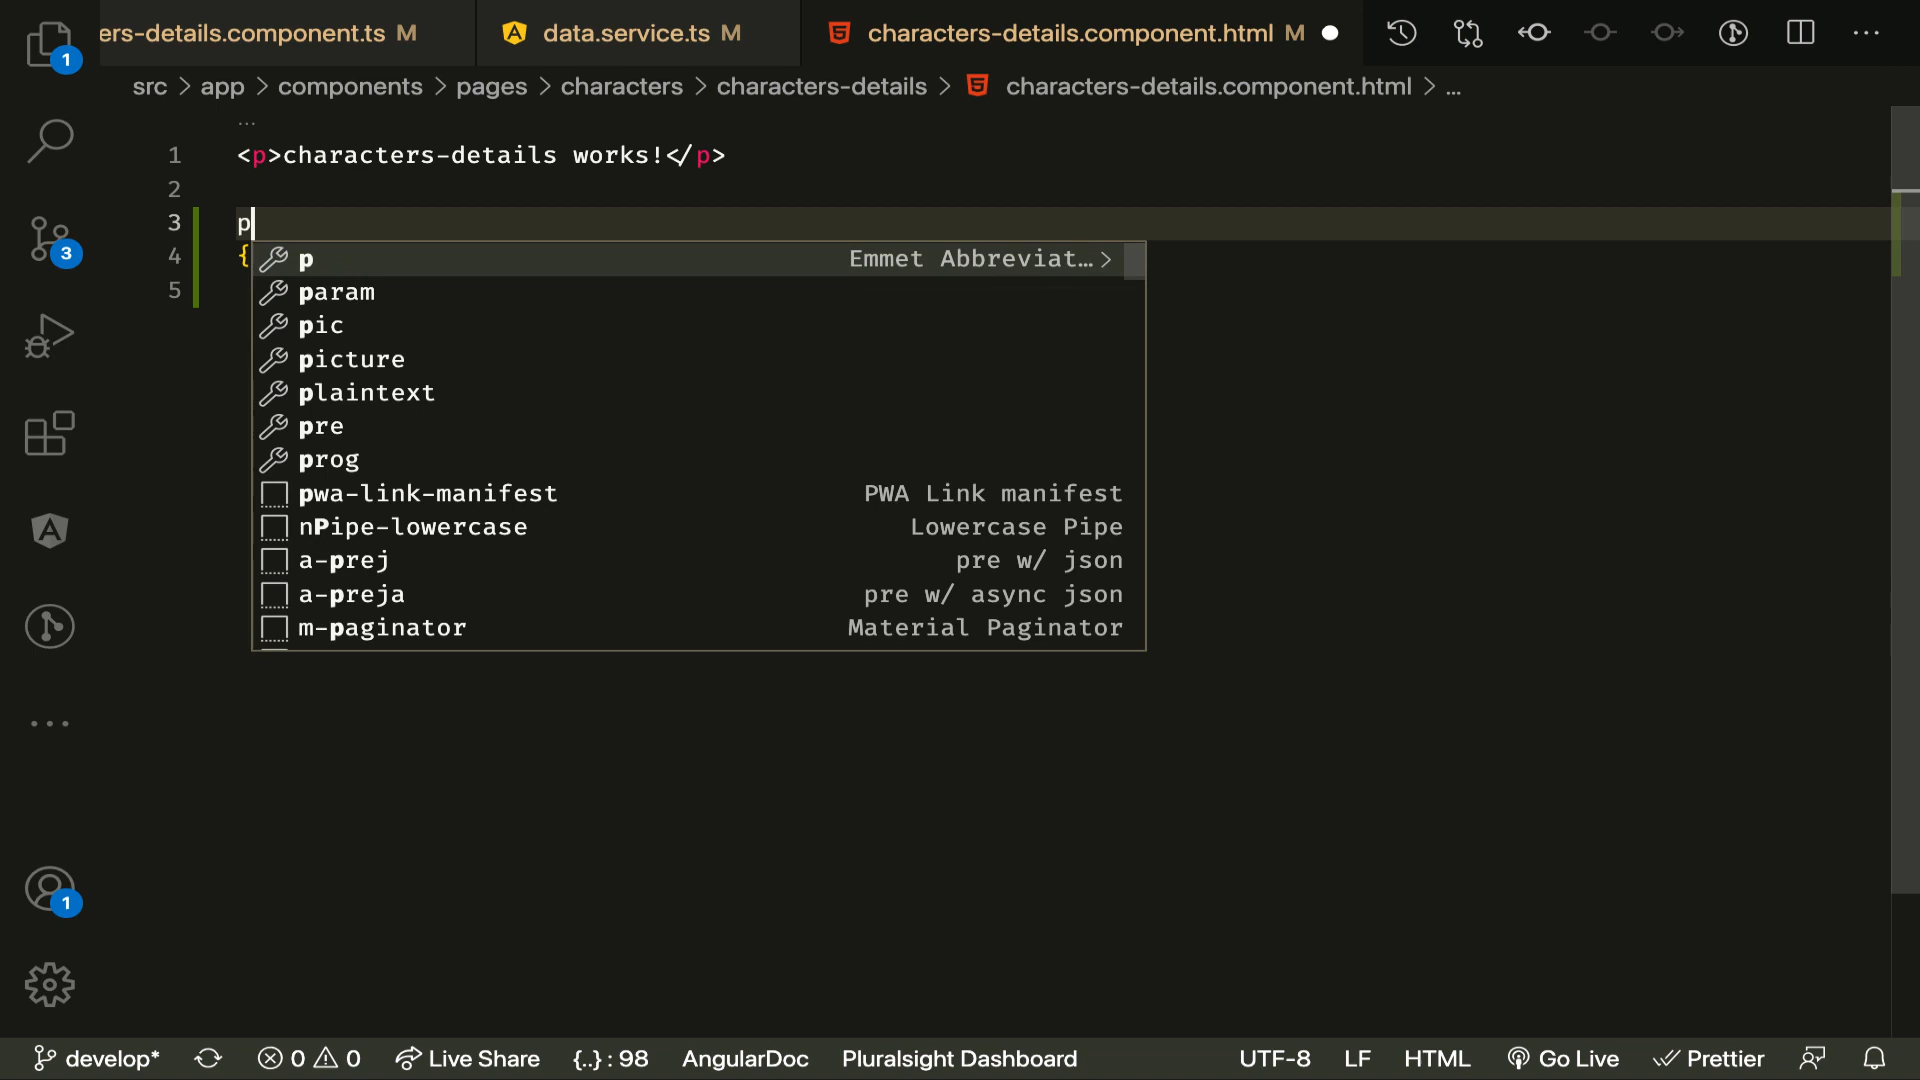 ers-details.component.ts M
data.service.ts M
characters-details.component.html M
src > app > components > pages > characters > characters-details > characters-details.component.html > ...
1
...
1 <p>characters-details works!</p>
2
3 p
4 {
5
p Emmet Abbreviat… >
param
pic
picture
plaintext
pre
prog
pwa-link-manifest PWA Link manifest
nPipe-lowercase Lowercase Pipe
a-prej pre w/ json
a-preja pre w/ async json
m-paginator Material Paginator
3
1
develop* 0 0 Live Share {..} : 98 AngularDoc Pluralsight Dashboard UTF-8 LF HTML Go Live Prettier